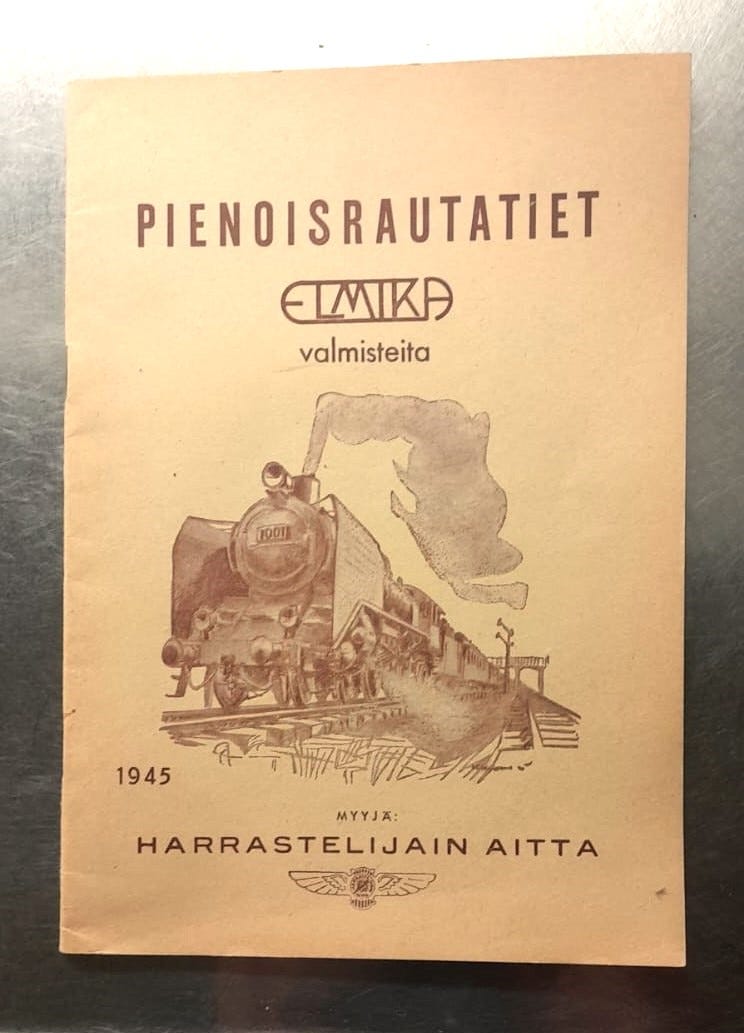 PIENOISRAUTATIET
ELMIKA
valmisteita
1001
1945
MYYJÄ:
HARRASTELIJAIN AITTA